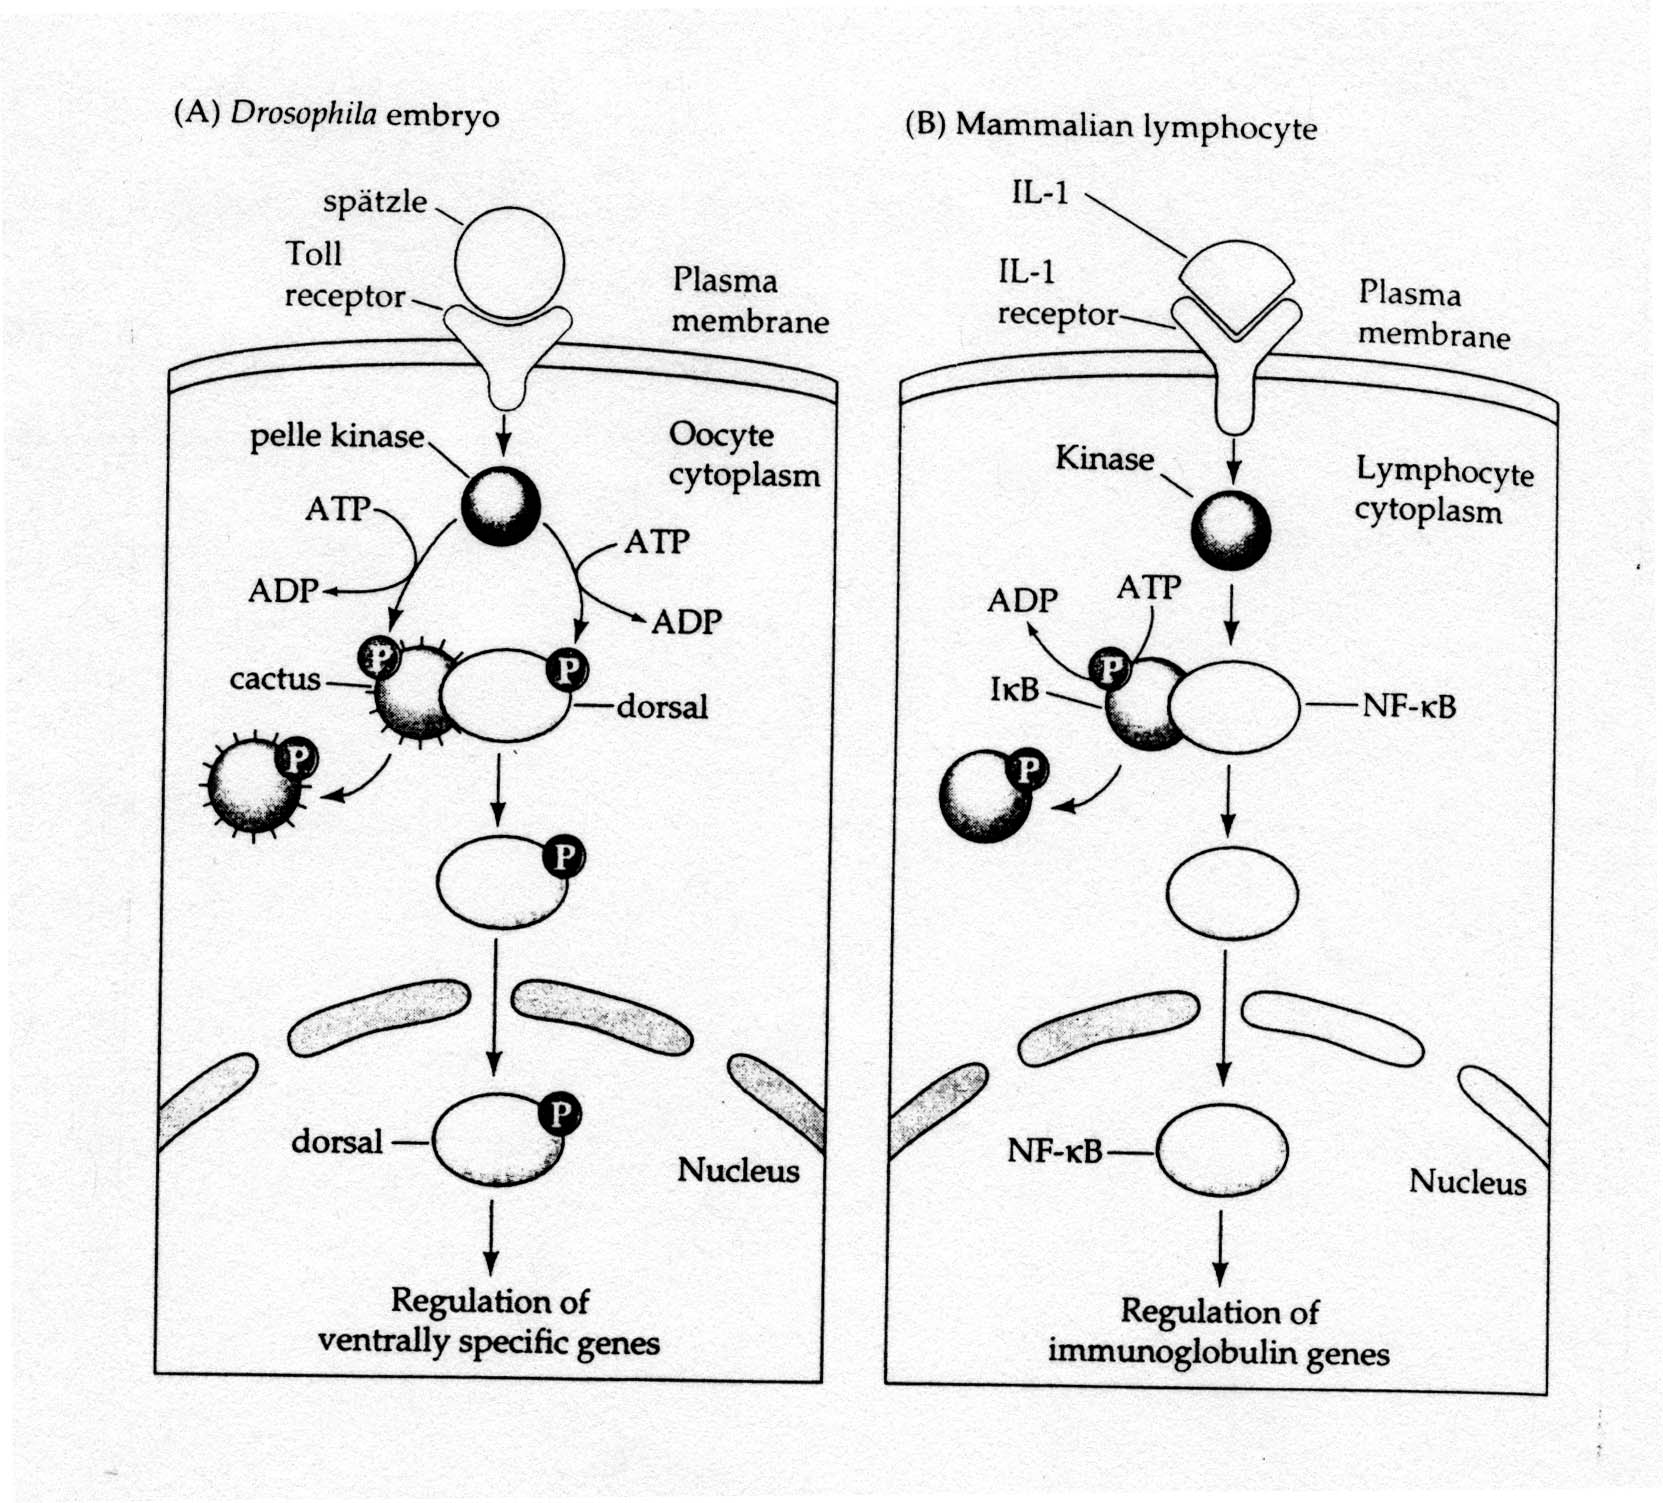 (A) Drosophila embryo
spätzle
Toll
receptor
Plasma
membrane
pelle kinase
Oocyte
cytoplasm
ATP
ATP
ADP
ADP
P
P
cactus
dorsal
P
P
dorsal
P
Nucleus
Regulation of
ventrally specific genes
(B) Mammalian lymphocyte
IL-1
IL-1
receptor
Plasma
membrane
Kinase
Lymphocyte
cytoplasm
ADP
ATP
P
IκB
NF-κB
P
NF-κB
Nucleus
Regulation of
immunoglobulin genes